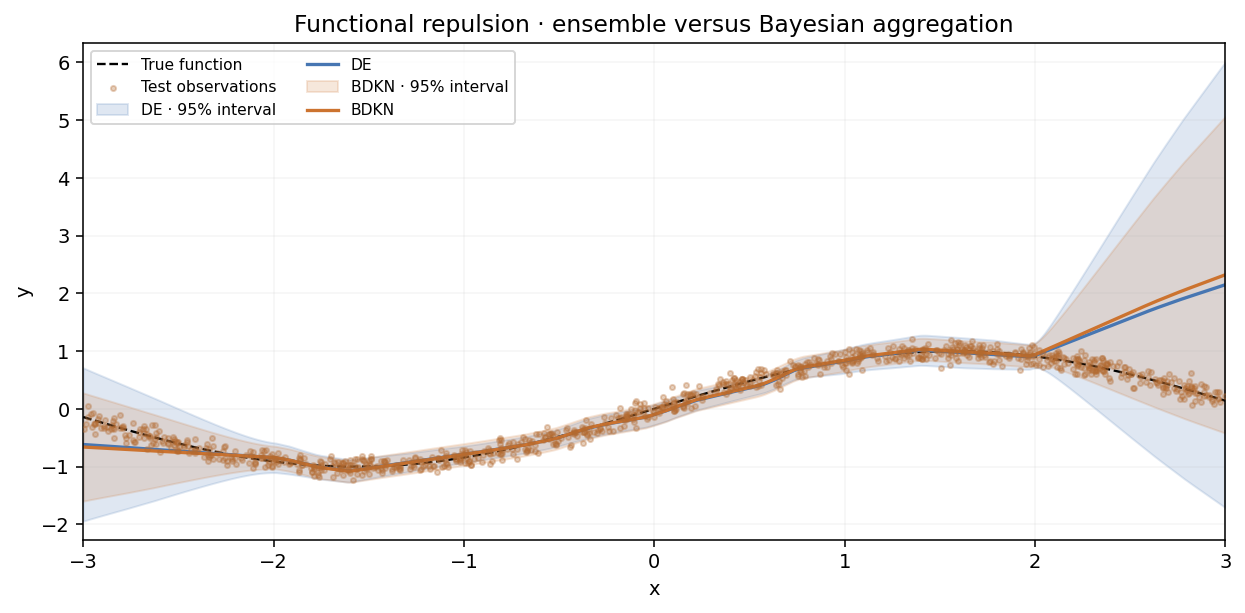 Functional repulsion · ensemble versus Bayesian aggregation
True function
Test observations
DE · 95% interval
DE
BDKN · 95% interval
BDKN
y
6
5
4
3
2
1
0
−1
−2
−3
−2
−1
0
1
2
3
x